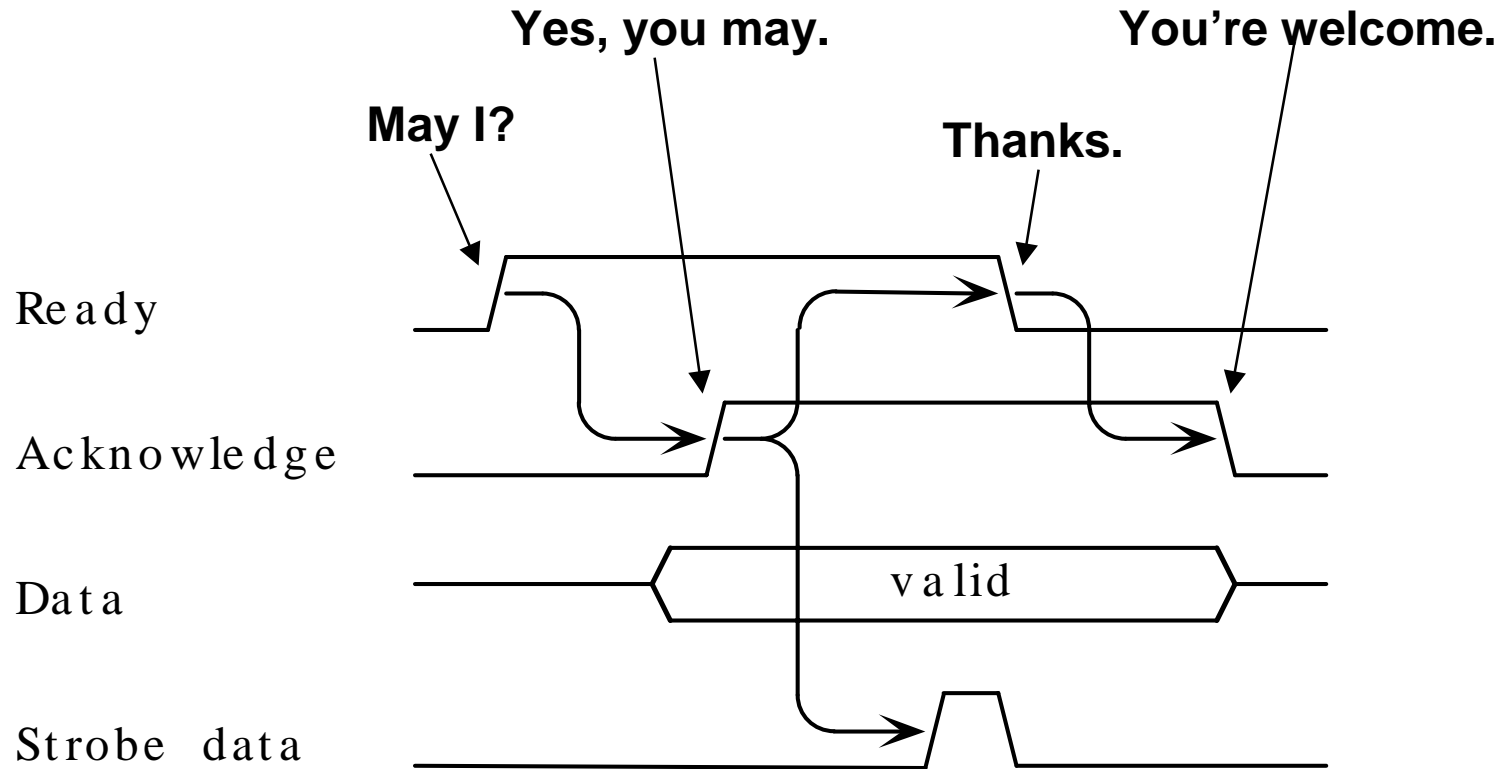 Yes, you may.
You're welcome.
May I?
Thanks.
Ready
Acknowledge
Data
valid
Strobe data